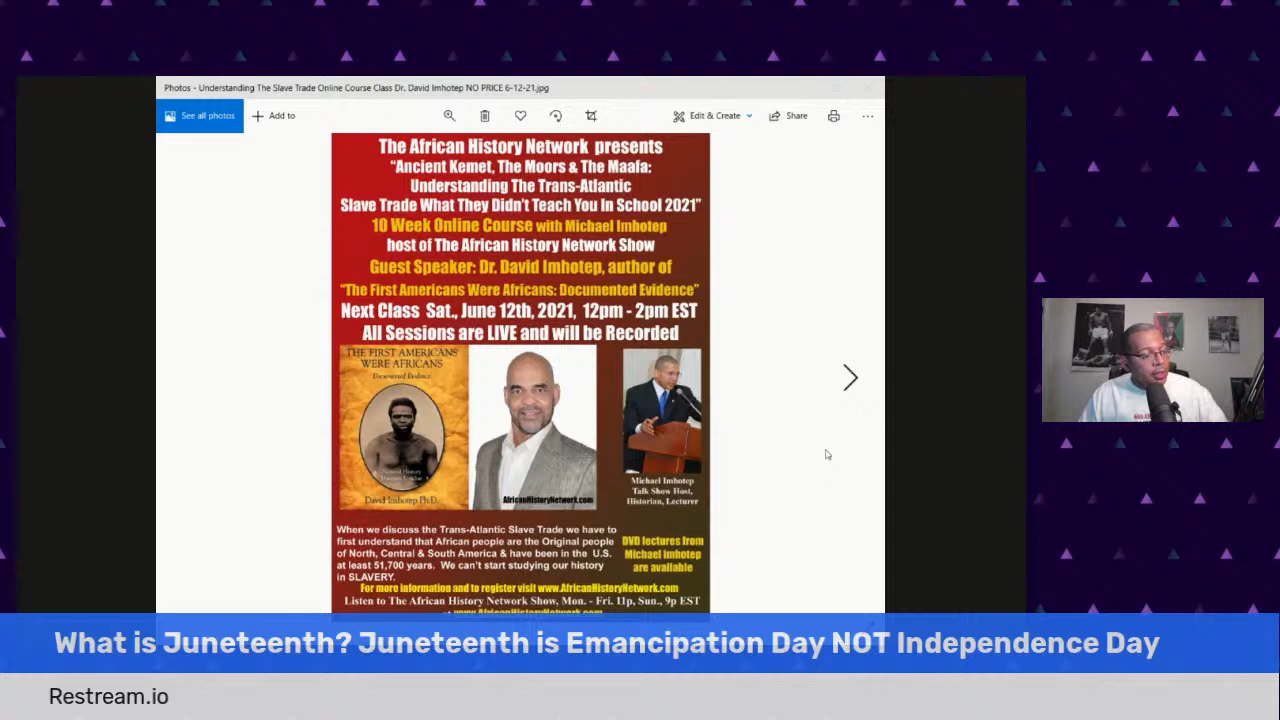 Photos - Understanding The Slave Trade Online Course Class Dr. David Imhotep NO PRICE 6-12-21.jpg
See all photos
Add to
Edit & Create
Share
The African History Network presents
“Ancient Kemet, The Moors & The Maafa:
Understanding The Trans-Atlantic
Slave Trade What They Didn’t Teach You In School 2021”
10 Week Online Course with Michael Imhotep
host of The African History Network Show
Guest Speaker: Dr. David Imhotep, author of
“The First Americans Were Africans: Documented Evidence”
Next Class Sat., June 12th, 2021, 12pm - 2pm EST
All Sessions are LIVE and will be Recorded
THE FIRST AMERICANS
WERE AFRICANS
Documented Evidence
David Imhotep Ph.D.
AfricanHistoryNetwork.com
Michael Imhotep
Talk Show Host,
Historian, Lecturer
When we discuss the Trans-Atlantic Slave Trade we have to
first understand that African people are the Original people
of North, Central & South America & have been in the U.S.
at least 51,700 years. We can't start studying our history
in SLAVERY.
DVD lectures from
Michael Imhotep
are available
For more information and to register visit www.AfricanHistoryNetwork.com
Listen to The African History Network Show, Mon. - Fri. 11p, Sun., 9p EST
What is Juneteenth? Juneteenth is Emancipation Day NOT Independence Day
Restream.io